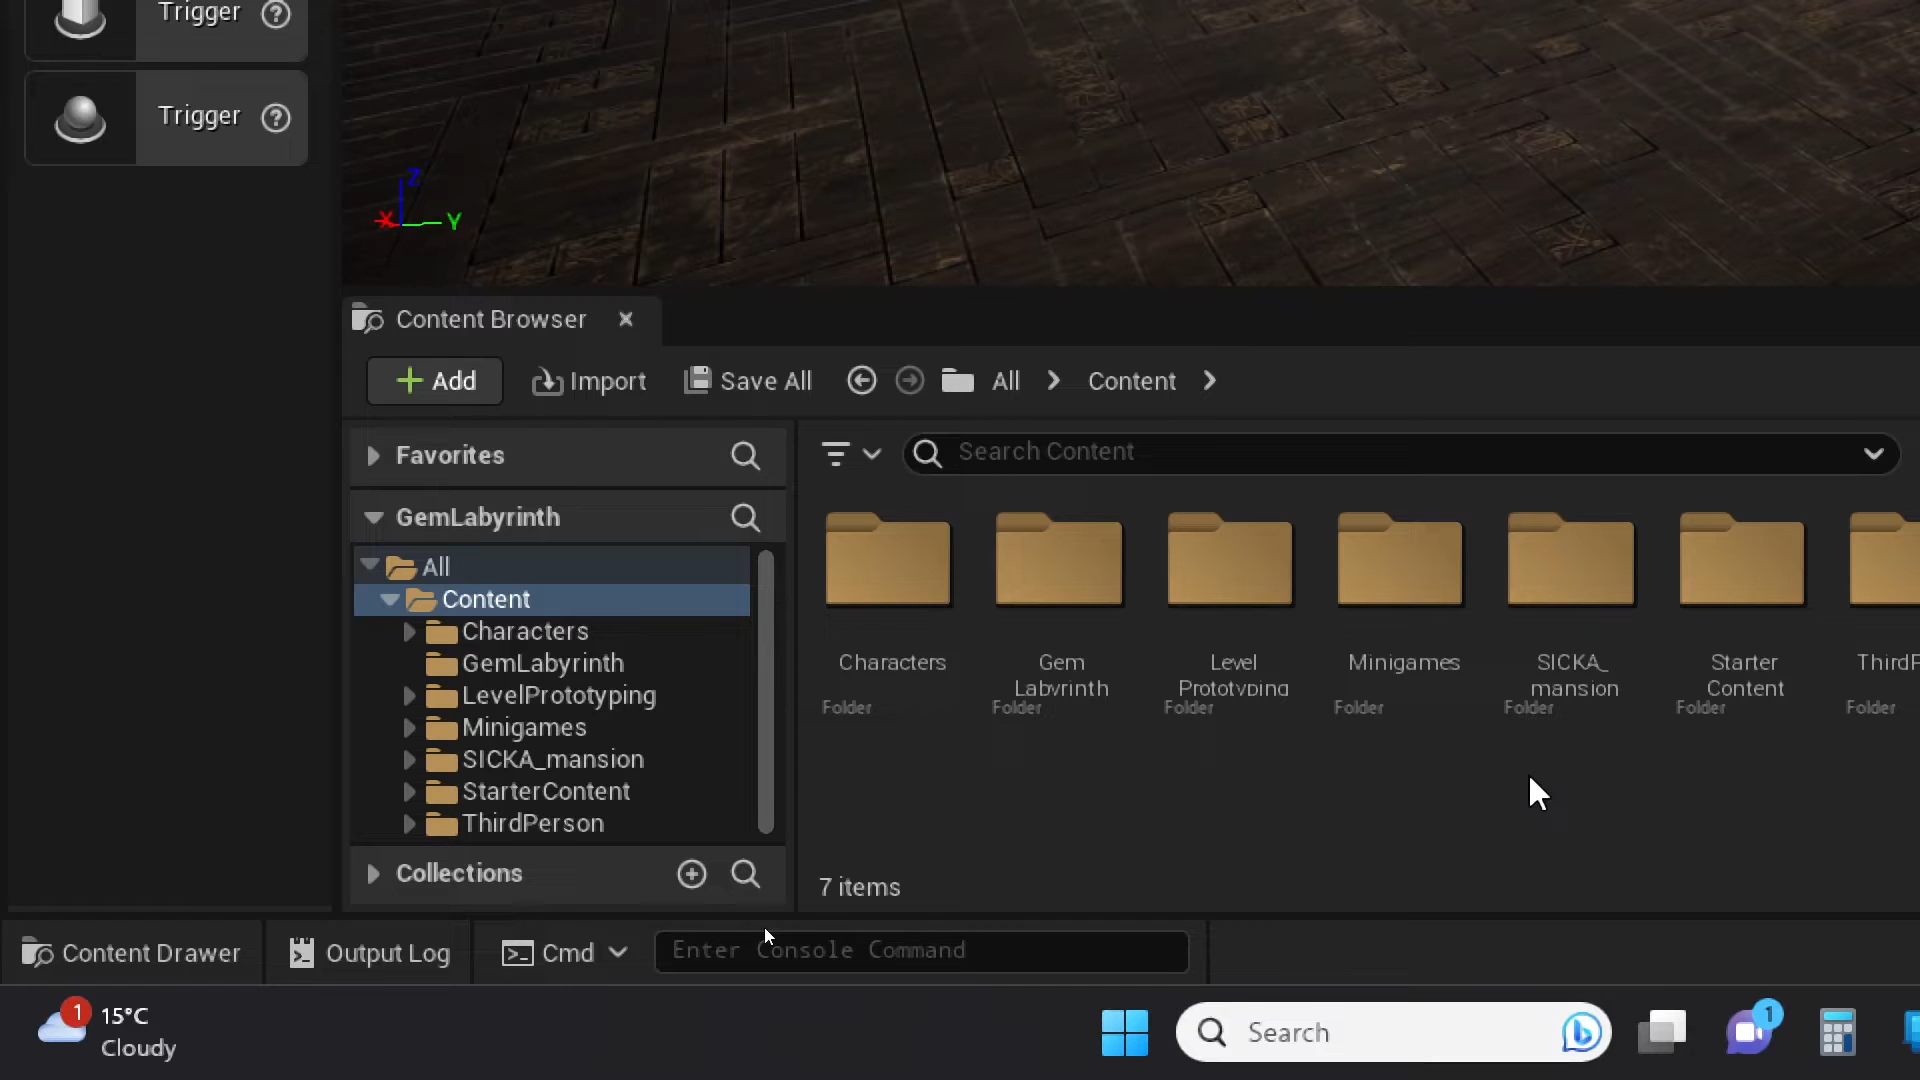 Trigger
Trigger
Z
X Y
Content Browser
Add Import Save All All Content
Favorites
Search Content
GemLabyrinth
All
Content
Characters
GemLabyrinth
LevelPrototyping
Minigames
SICKA_mansion
StarterContent
ThirdPerson
Characters
Folder
Gem
Labyrinth
Folder
Level
Prototyping
Folder
Minigames
Folder
SICKA_
mansion
Folder
Starter
Content
Folder
ThirdP
Folder
Collections
7 items
Content Drawer Output Log Cmd Enter Console Command
1
15°C
Cloudy
Search
1